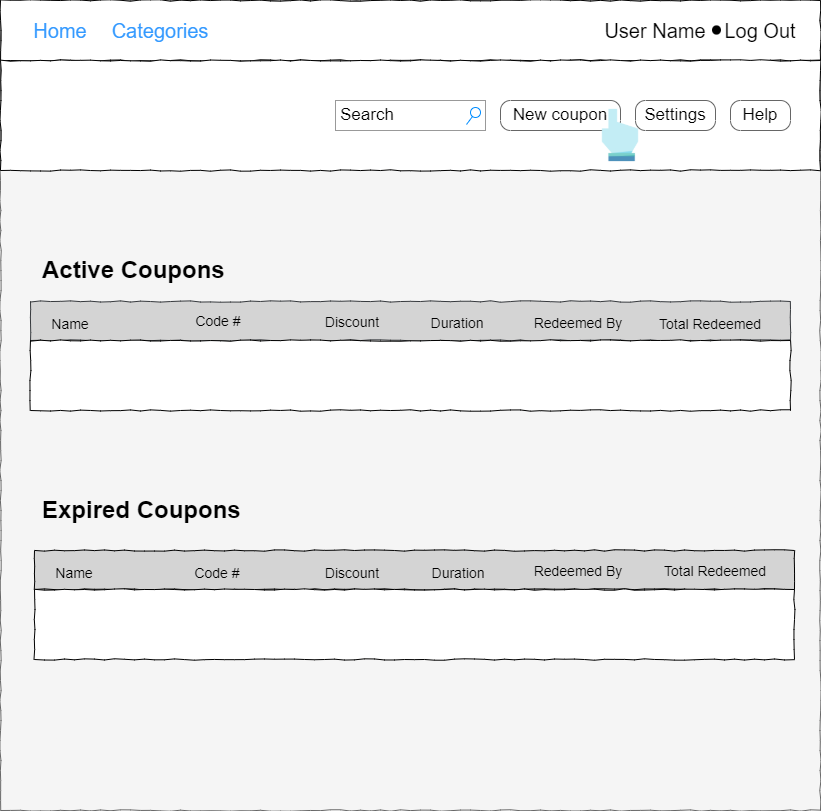 Home Categories User Name • Log Out
Search New coupon Settings Help
Active Coupons
Name Code # Discount Duration Redeemed By Total Redeemed
Expired Coupons
Name Code # Discount Duration Redeemed By Total Redeemed